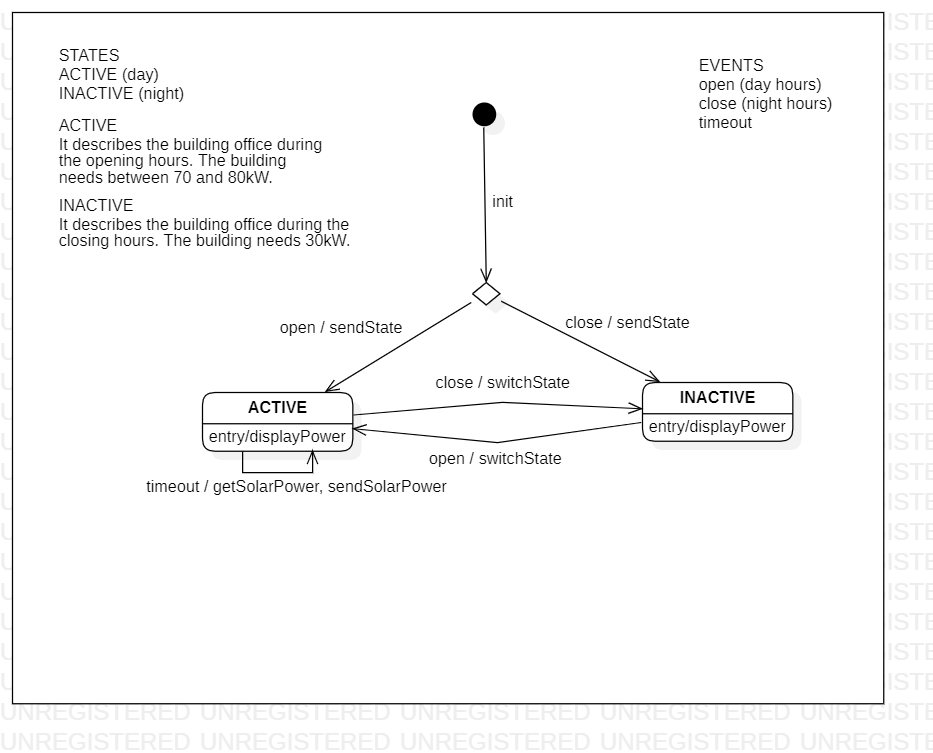 STATES
ACTIVE (day)
INACTIVE (night)
ACTIVE
It describes the building office during
the opening hours. The building
needs between 70 and 80kW.
INACTIVE
It describes the building office during the
closing hours. The building needs 30kW.
EVENTS
open (day hours)
close (night hours)
timeout
init
open / sendState
close / sendState
close / switchState
ACTIVE
entry/displayPower
INACTIVE
entry/displayPower
open / switchState
timeout / getSolarPower, sendSolarPower
UNREGISTERED UNREGISTERED UNREGISTERED UNREGISTERED UNREGISTE
UNREGISTERED UNREGISTERED UNREGISTERED UNREGISTERED UNREGISTE